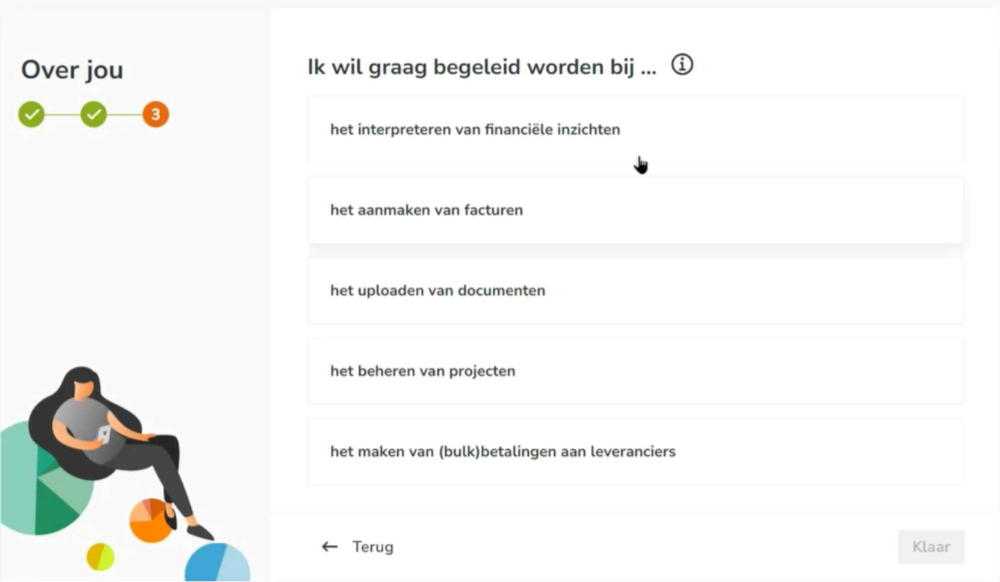 Over jou
3
Ik wil graag begeleid worden bij ...
het interpreteren van financiële inzichten
het aanmaken van facturen
het uploaden van documenten
het beheren van projecten
het maken van (bulk)betalingen aan leveranciers
Terug
Klaar